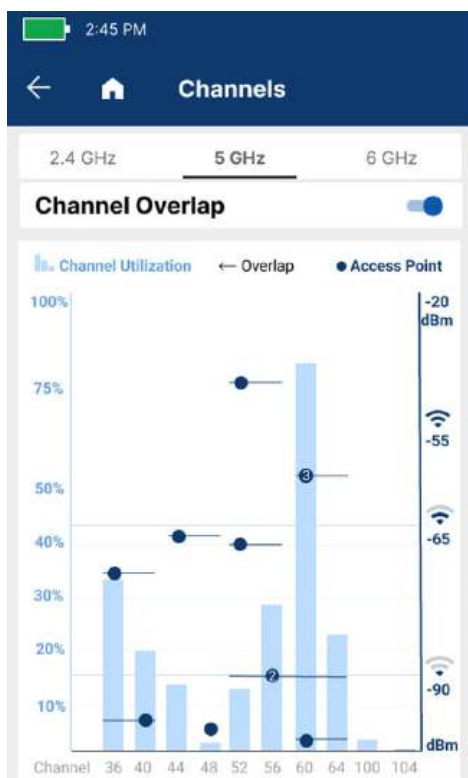 2:45 PM
Channels
2.4 GHz 5 GHz 6 GHz
Channel Overlap
Channel Utilization ← Overlap Access Point
100% -20
dBm
75%
-55
3
50%
40% -65
30%
20%
2
-90
10%
dBm
Channel 36 40 44 48 52 56 60 64 100 104